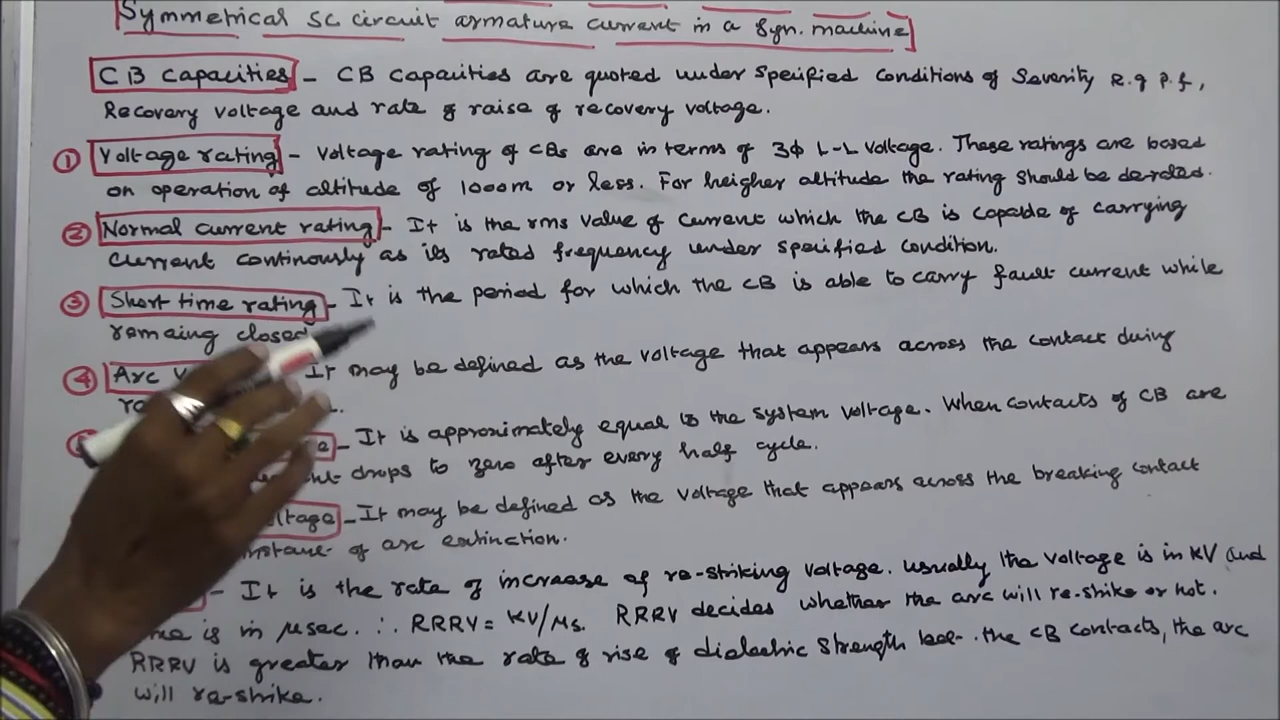 Symmetrical SC circuit armature current in a Syn. machine
CB Capacities - CB Capacities are quoted under specified Conditions of Severity R.g p.f,
Recovery voltage and rate of raise of recovery voltage.
① Voltage rating - Voltage rating of CBs are in terms of 3ɸ L-L Voltage. These ratings are based
on operation of altitude of 1000m or less. For heigher altitude the rating should be derated.
② Normal current rating - It is the rms value of current which the CB is capable of carrying
current continously as its rated frequency under specified condition.
③ Short time rating - It is the period for which the CB is able to carry fault current while
remaing closed
④ Arc It may be defined as the voltage that appears across the contact during
It is approximately equal to the system voltage. When contacts of CB are
drops to zero after every half cycle.
oltage - It may be defined as the voltage that appears across the breaking contact
instance of arc extinction.
- It is the rate of increase of re-striking voltage. usually the voltage is in KV and
is in μsec. ∴ RRRV = KV/μs. RRRV decides whether the arc will re-strike or not.
RRRV is greater than the rate of rise of dielectric strength the CB contacts, the arc
will re-strike.